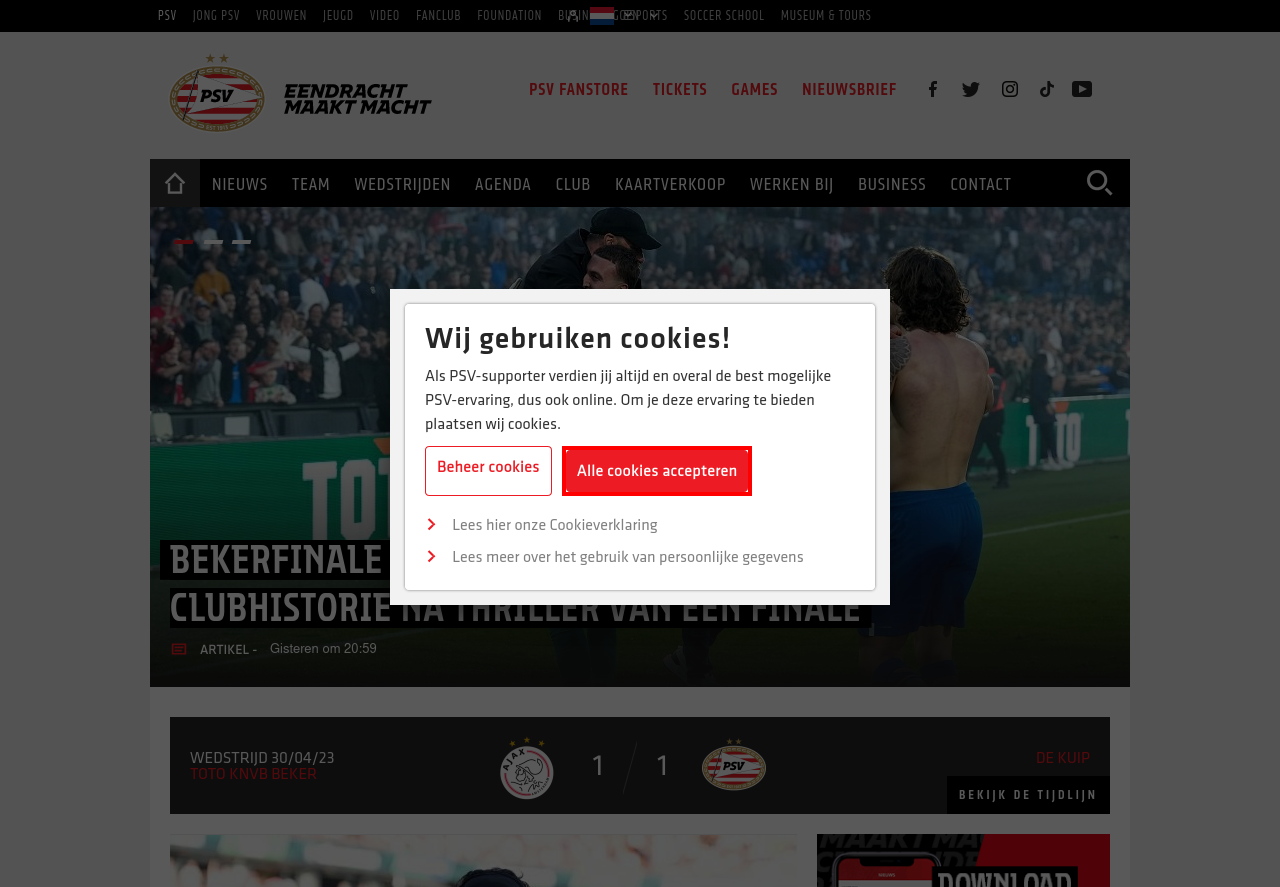 PSV JONG PSV VROUWEN JEUGD VIDEO FANCLUB FOUNDATION SOCCER SCHOOL MUSEUM & TOURS
PSV EENDRACHT
MAAKT MACHT
PSV FANSTORE TICKETS GAMES NIEUWSBRIEF
NIEUWS TEAM WEDSTRIJDEN AGENDA CLUB KAARTVERKOOP WERKEN BIJ BUSINESS CONTACT
Wij gebruiken cookies!
Als PSV-supporter verdien jij altijd en overal de best mogelijke
PSV-ervaring, dus ook online. Om je deze ervaring te bieden
plaatsen wij cookies.
Beheer cookies Alle cookies accepteren
Lees hier onze Cookieverklaring
Lees meer over het gebruik van persoonlijke gegevens
BEKERFINALE
CLUBHISTORIE NA THRILLER VAN EEN FINALE
ARTIKEL - Gisteren om 20:59
WEDSTRIJD 30/04/23
TOTO KNVB BEKER
AJAX 1 1 PSV
DE KUIP
BEKIJK DE TIJDLIJN
DOWNLOAD